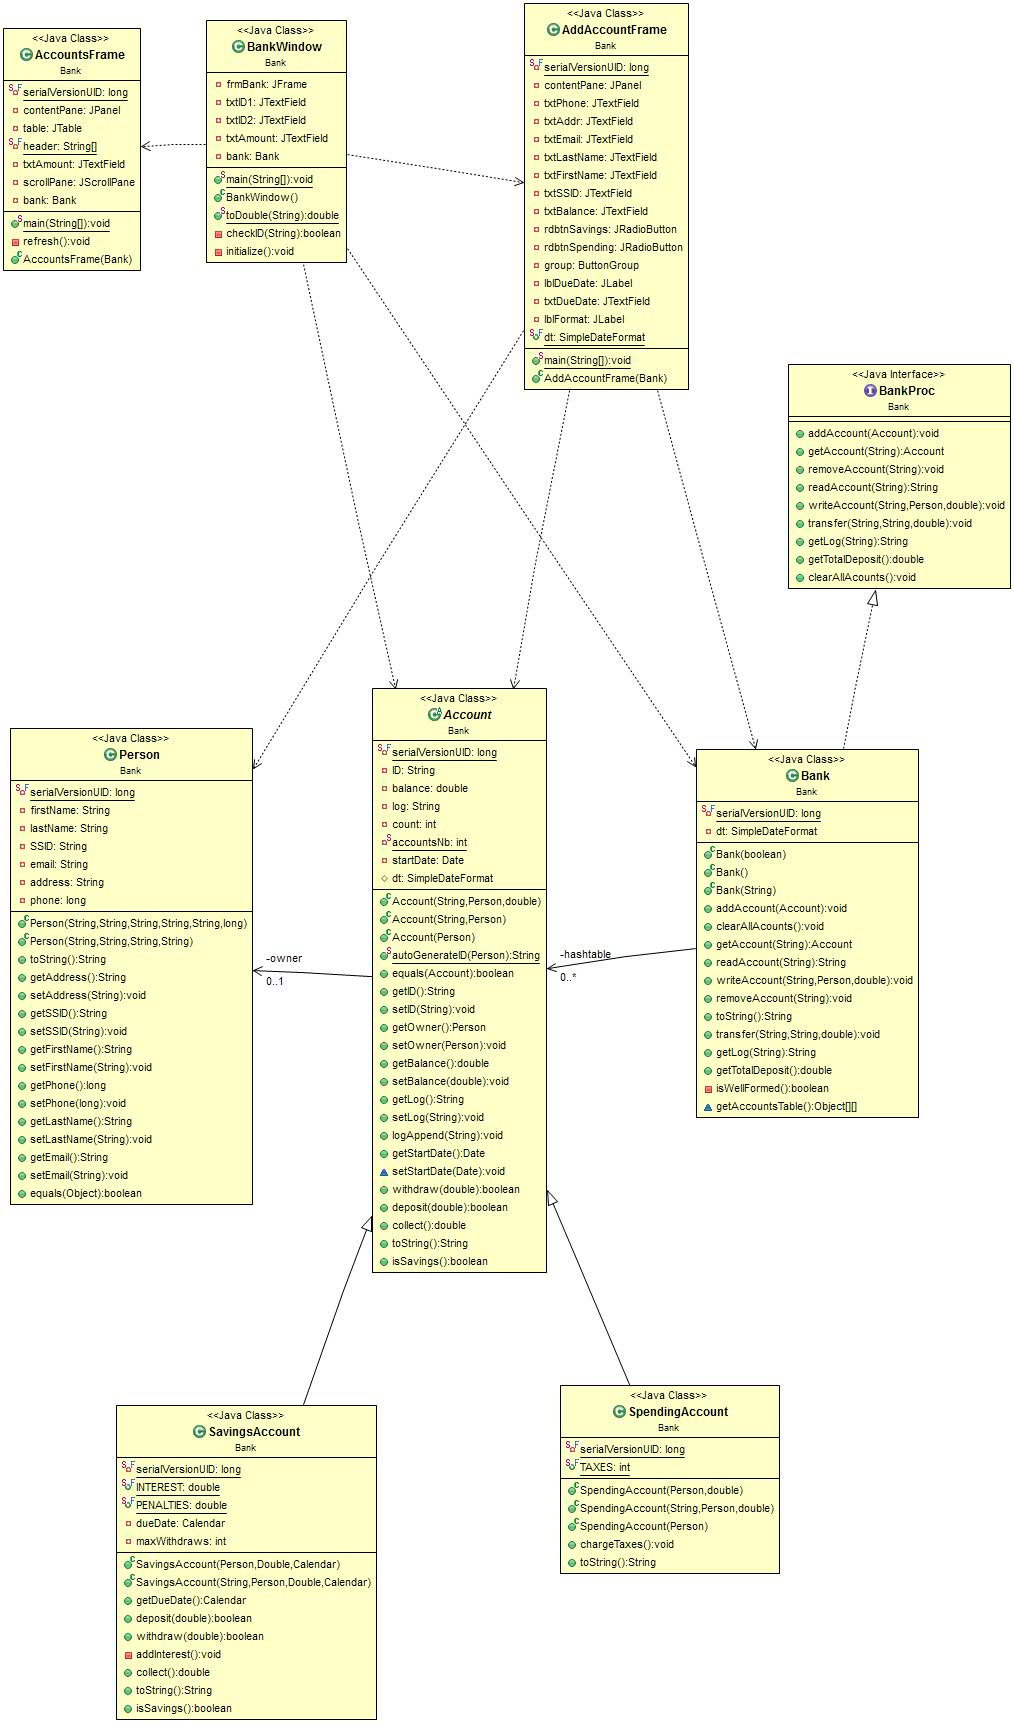 <<Java Class>>
AccountsFrame
Bank
serialVersionUID: long
contentPane: JPanel
table: JTable
header: String[]
txtAmount: JTextField
scrollPane: JScrollPane
bank: Bank
main(String[]):void
refresh():void
AccountsFrame(Bank)
<<Java Class>>
BankWindow
Bank
frmBank: JFrame
txtID1: JTextField
txtID2: JTextField
txtAmount: JTextField
bank: Bank
main(String[]):void
BankWindow()
toDouble(String):double
checkID(String):boolean
initialize():void
<<Java Class>>
AddAccountFrame
Bank
serialVersionUID: long
contentPane: JPanel
txtPhone: JTextField
txtAddr: JTextField
txtEmail: JTextField
txtLastName: JTextField
txtFirstName: JTextField
txtSSID: JTextField
txtBalance: JTextField
rdbtnSavings: JRadioButton
rdbtnSpending: JRadioButton
group: ButtonGroup
lblDueDate: JLabel
txtDueDate: JTextField
lblFormat: JLabel
dt: SimpleDateFormat
main(String[]):void
AddAccountFrame(Bank)
<<Java Interface>>
BankProc
Bank
addAccount(Account):void
getAccount(String):Account
removeAccount(String):void
readAccount(String):String
writeAccount(String,Person,double):void
transfer(String,String,double):void
getLog(String):String
getTotalDeposit():double
clearAllAcounts():void
<<Java Class>>
Person
Bank
serialVersionUID: long
firstName: String
lastName: String
SSID: String
email: String
address: String
phone: long
Person(String,String,String,String,String,long)
Person(String,String,String,String)
toString():String
getAddress():String
setAddress(String):void
getSSID():String
setSSID(String):void
getFirstName():String
setFirstName(String):void
getPhone():long
setPhone(long):void
getLastName():String
setLastName(String):void
getEmail():String
setEmail(String):void
equals(Object):boolean
-owner
0..1
<<Java Class>>
Account
Bank
serialVersionUID: long
ID: String
balance: double
log: String
count: int
accountsNb: int
startDate: Date
dt: SimpleDateFormat
Account(String,Person,double)
Account(String,Person)
Account(Person)
autoGenerateID(Person):String
equals(Account):boolean
getID():String
setID(String):void
getOwner():Person
setOwner(Person):void
getBalance():double
setBalance(double):void
getLog():String
setLog(String):void
logAppend(String):void
getStartDate():Date
setStartDate(Date):void
withdraw(double):boolean
deposit(double):boolean
collect():double
toString():String
isSavings():boolean
-hashtable
0..*
<<Java Class>>
Bank
Bank
serialVersionUID: long
dt: SimpleDateFormat
Bank(boolean)
Bank()
Bank(String)
addAccount(Account):void
clearAllAcounts():void
getAccount(String):Account
readAccount(String):String
writeAccount(String,Person,double):void
removeAccount(String):void
toString():String
transfer(String,String,double):void
getLog(String):String
getTotalDeposit():double
isWellFormed():boolean
getAccountsTable():Object[][]
<<Java Class>>
SavingsAccount
Bank
serialVersionUID: long
INTEREST: double
PENALTIES: double
dueDate: Calendar
maxWithdraws: int
SavingsAccount(Person,Double,Calendar)
SavingsAccount(String,Person,Double,Calendar)
getDueDate():Calendar
deposit(double):boolean
withdraw(double):boolean
addInterest():void
collect():double
toString():String
isSavings():boolean
<<Java Class>>
SpendingAccount
Bank
serialVersionUID: long
TAXES: int
SpendingAccount(Person,double)
SpendingAccount(String,Person,double)
SpendingAccount(Person)
chargeTaxes():void
toString():String